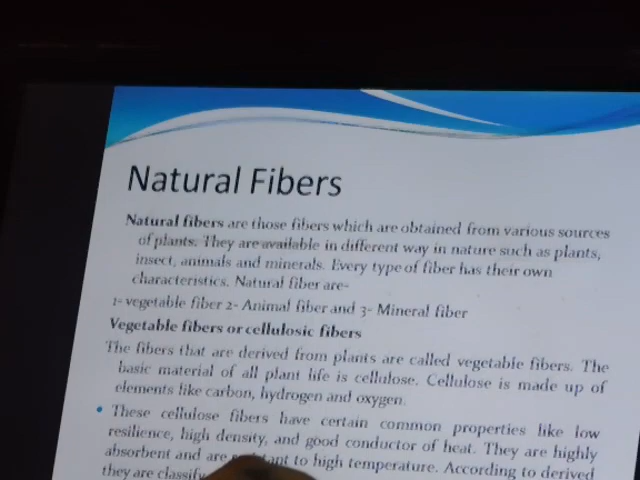 Natural Fibers
Natural fibers are those fibers which are obtained from various sources
of plants. They are available in different way in nature such as plants,
insect, animals and minerals. Every type of fiber has their own
characteristics. Natural fiber are-
1- vegetable fiber 2- Animal fiber and 3- Mineral fiber
Vegetable fibers or cellulosic fibers
The fibers that are derived from plants are called vegetable fibers. The
basic material of all plant life is cellulose. Cellulose is made up of
elements like carbon, hydrogen and oxygen.
• These cellulose fibers have certain common properties like low
resilience, high density, and good conductor of heat. They are highly
absorbent and are to high temperature. According to derived
they are